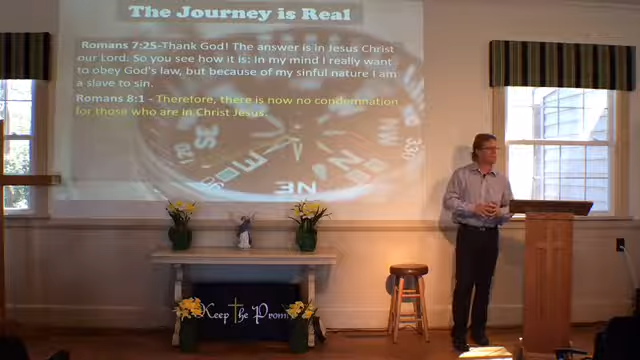 The Journey is Real
Romans 7:25-Thank God! The answer is in Jesus Christ
our Lord. So you see how it is: In my mind I really want
to obey God's law, but because of my sinful nature I am
a slave to sin.
Romans 8:1 - Therefore, there is now no condemnation
for those who are in Christ Jesus.
120
SE
E
NE
N
NW
330
Keep the Promise